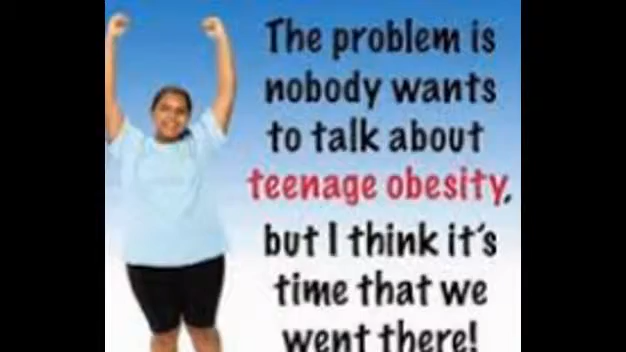 The problem is
nobody wants
to talk about
teenage obesity,
but I think it's
time that we
went there!